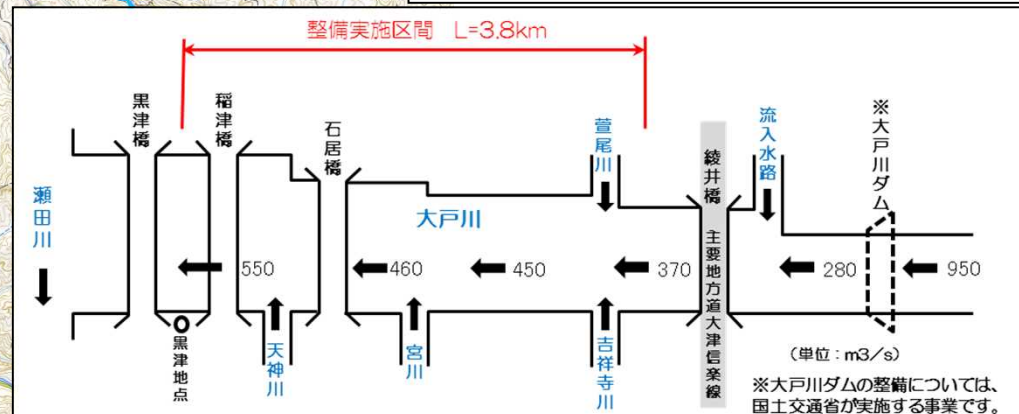 整備実施区間 L=3.8km
黒津橋
稲津橋
石居橋
萱尾川
綾井橋 主要地方道大津信楽線
流入水路
※大戸川ダム
瀬田川
大戸川
550
460
450
370
280
950
黒津地点
天神川
宮川
吉祥寺川
（単位：m3/s）
※大戸川ダムの整備については、
国土交通省が実施する事業です。